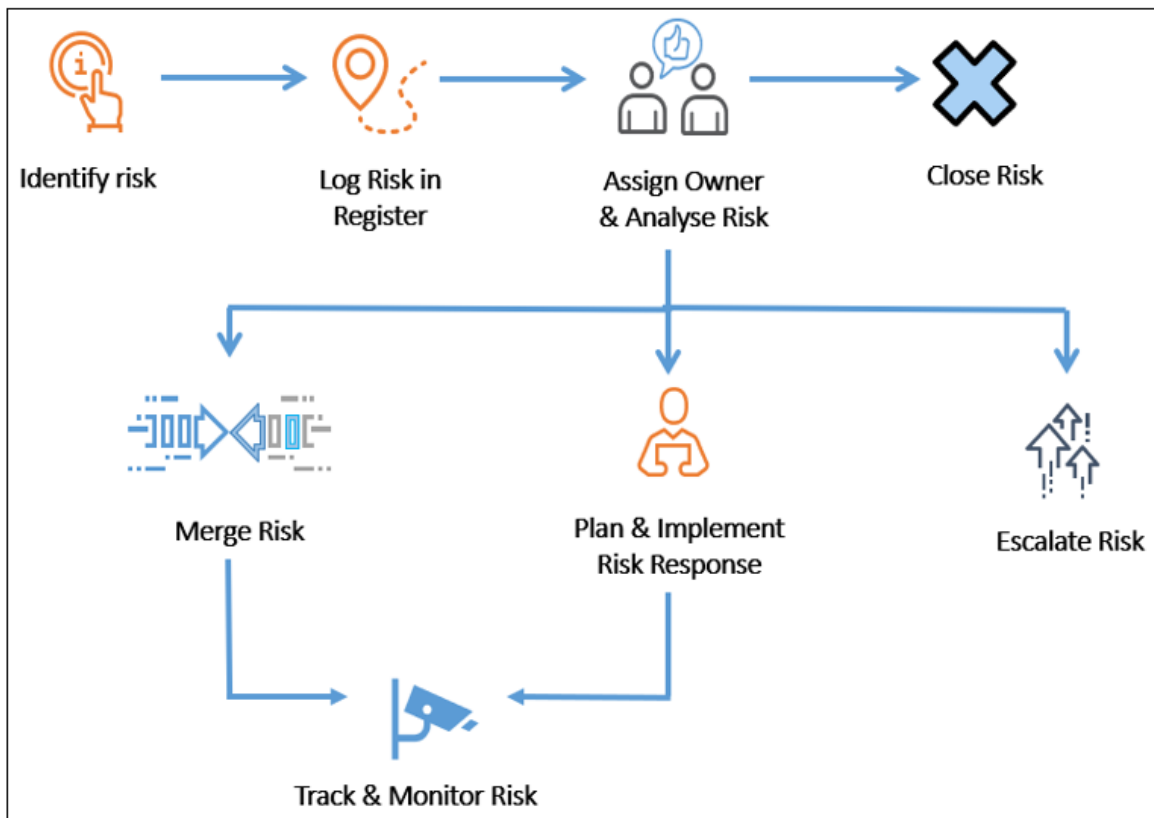 i
Identify risk
Log Risk in
Register
Assign Owner
& Analyse Risk
Close Risk
Merge Risk
Plan & Implement
Risk Response
Escalate Risk
Track & Monitor Risk